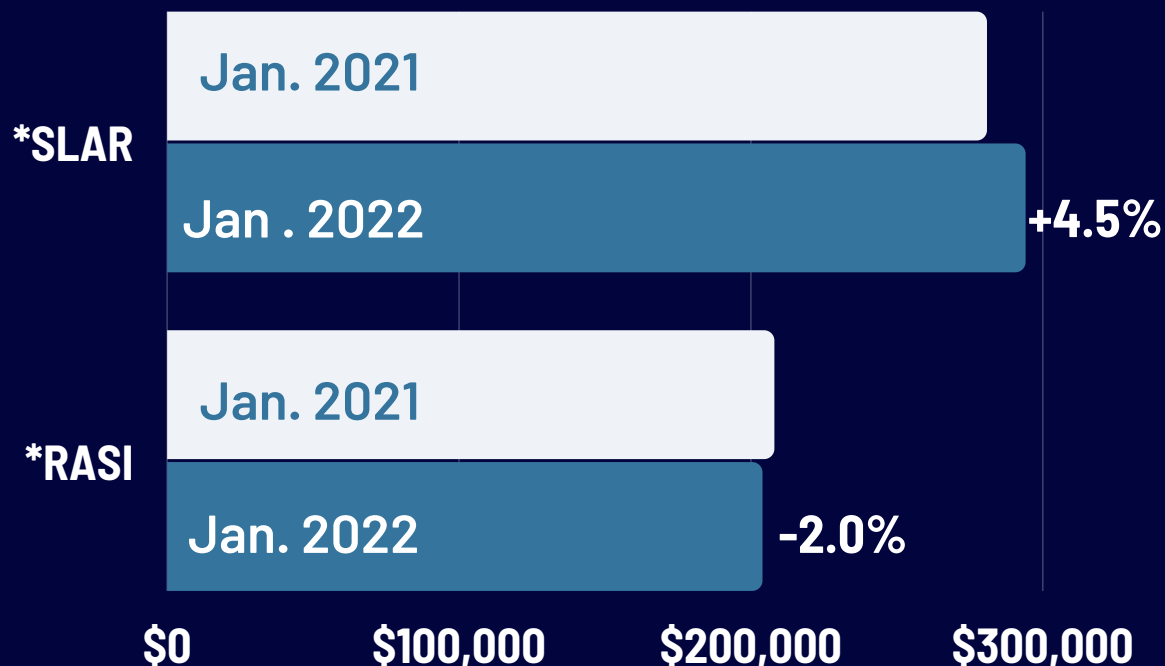 Jan. 2021
*SLAR
Jan . 2022
+4.5%
Jan. 2021
*RASI
Jan. 2022
-2.0%
$0 $100,000 $200,000 $300,000